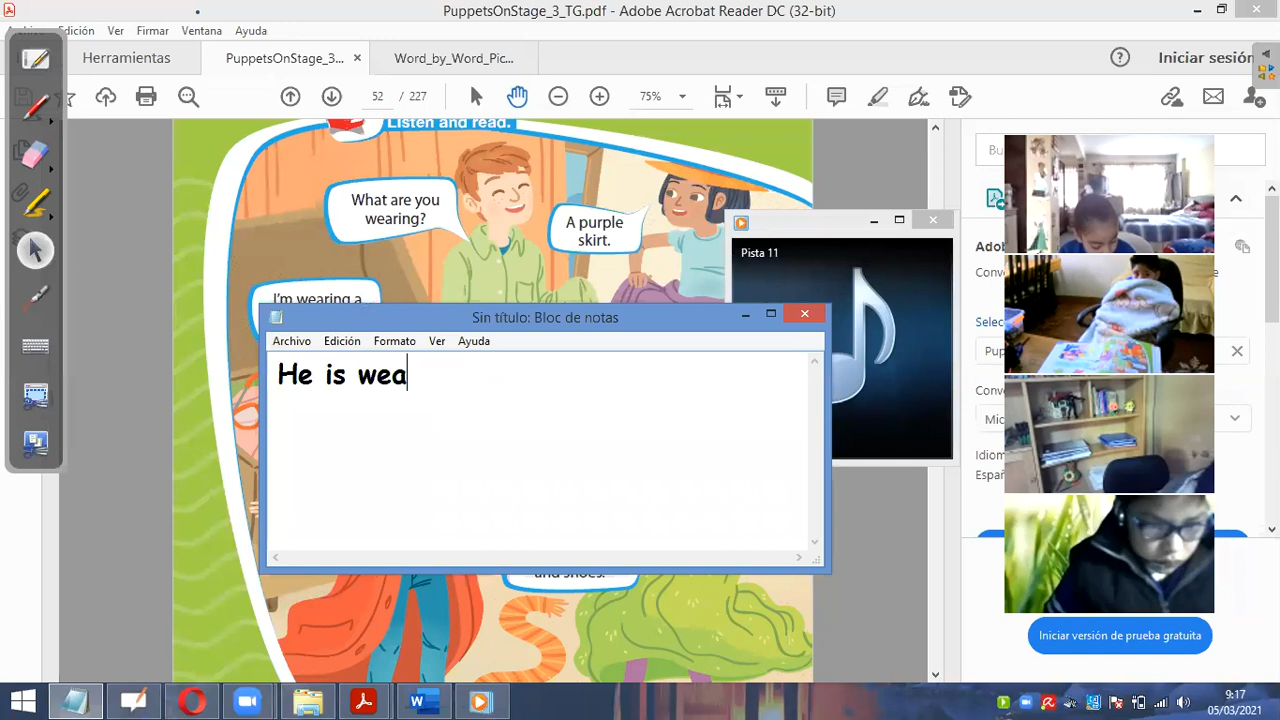 PuppetsOnStage_3_TG.pdf - Adobe Acrobat Reader DC (32-bit)
Archivo Edición Ver Firmar Ventana Ayuda
Herramientas
PuppetsOnStage_3...
Word_by_Word_Pic...
Iniciar sesión
52 / 227
75%
Listen and read.
What are you
wearing?
A purple
skirt.
I'm wearing a
and shoes.
Pista 11
Sin título: Bloc de notas
Archivo Edición Formato Ver Ayuda
He is wea
Bu
Adob
Conv
Selec
Pup
Conv
Mic
Idiom
Españ
Iniciar versión de prueba gratuita
9:17
05/03/2021